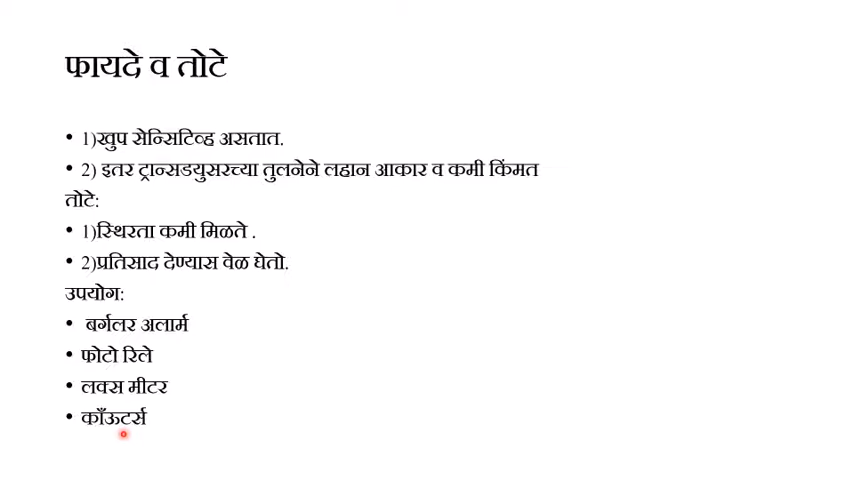 फायदे व तोटे
• 1)खुप सेन्सिटिव्ह असतात.
• 2) इतर ट्रान्सडयुसरच्या तुलनेने लहान आकार व कमी किंमत
तोटे:
• 1)स्थिरता कमी मिळते .
• 2)प्रतिसाद देण्यास वेळ घेतो.
उपयोग:
• बर्गलर अलार्म
• फोटो रिले
• लक्स मीटर
• काँऊटर्स